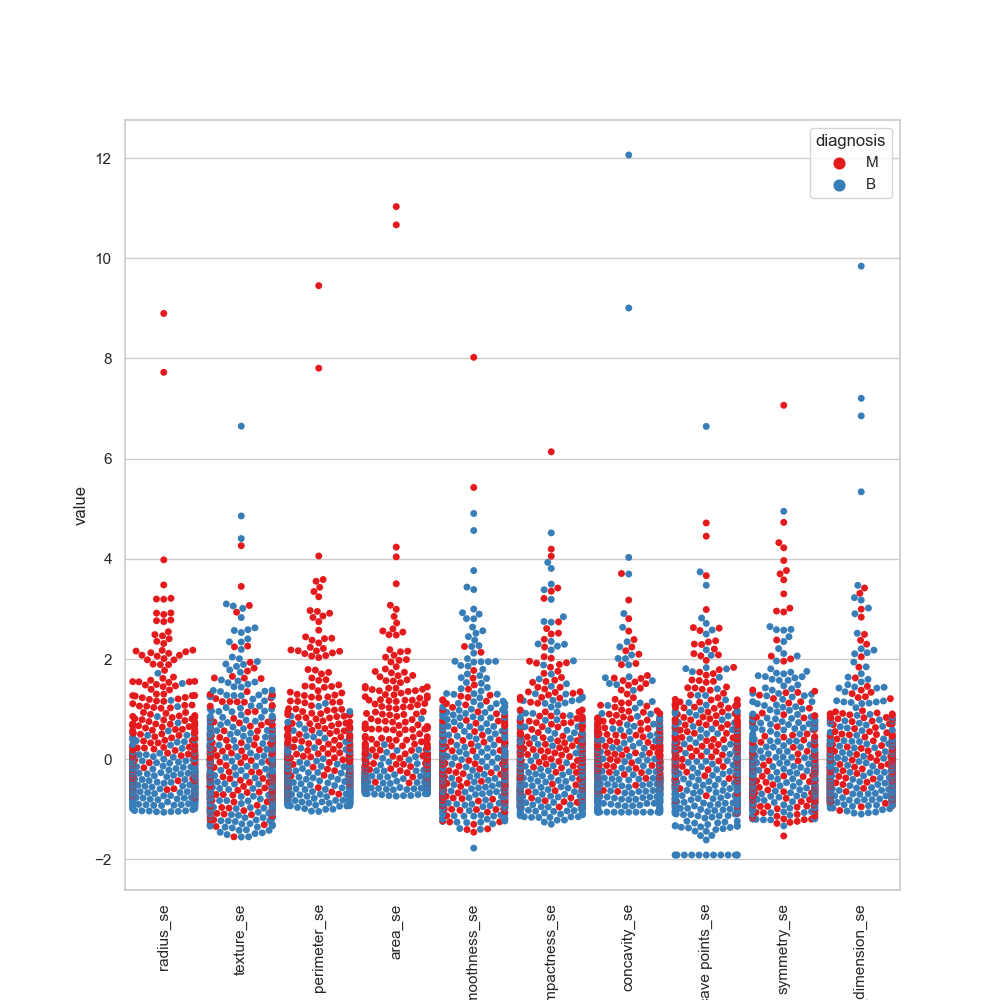 diagnosis
M
B
12
10
8
6
4
2
0
−2
value
radius_se
texture_se
perimeter_se
area_se
moothness_se
mpactness_se
concavity_se
ave points_se
symmetry_se
dimension_se